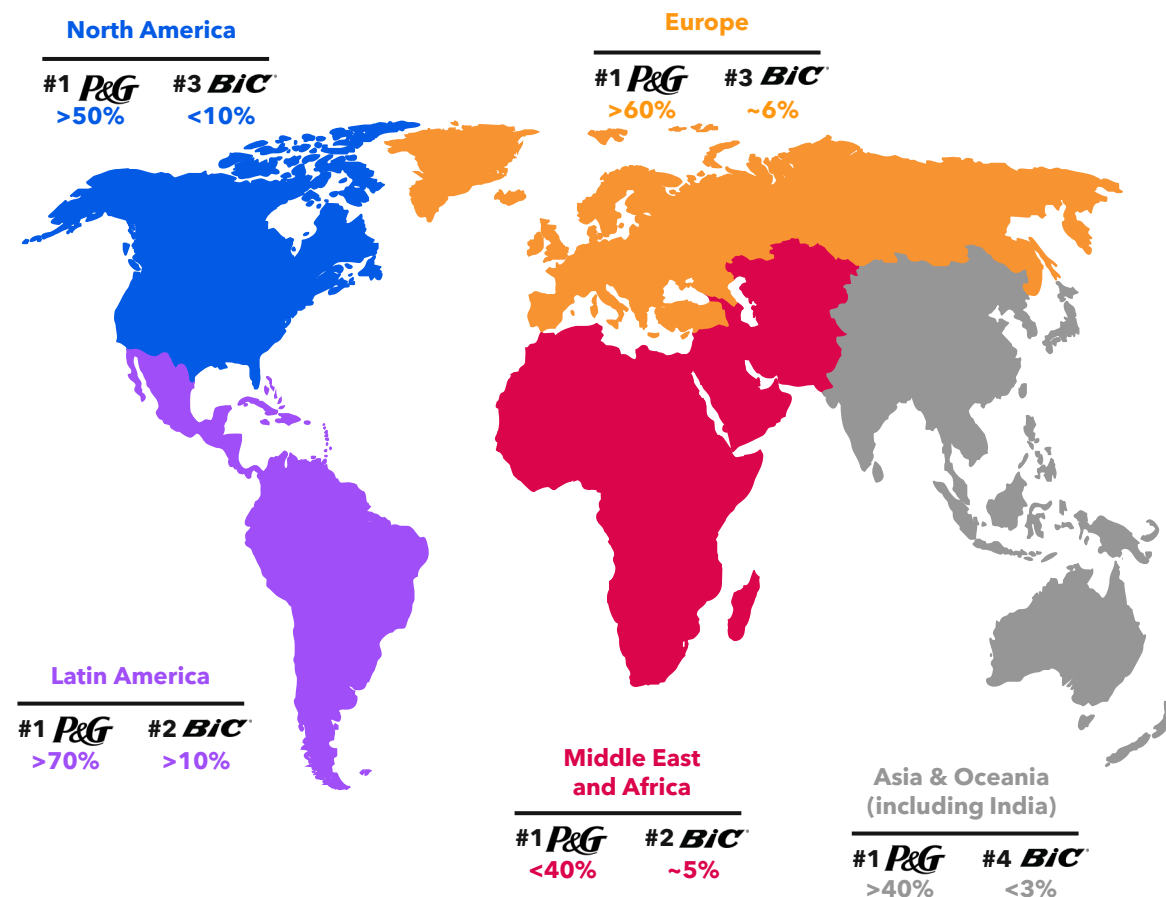 North America
#1 P&G #3 BiC®
>50% <10%
Europe
#1 P&G #3 BiC®
>60% ~6%
Latin America
#1 P&G #2 BiC®
>70% >10%
Middle East
and Africa
#1 P&G #2 BiC®
<40% ~5%
Asia & Oceania
(including India)
#1 P&G #4 BiC®
>40% <3%